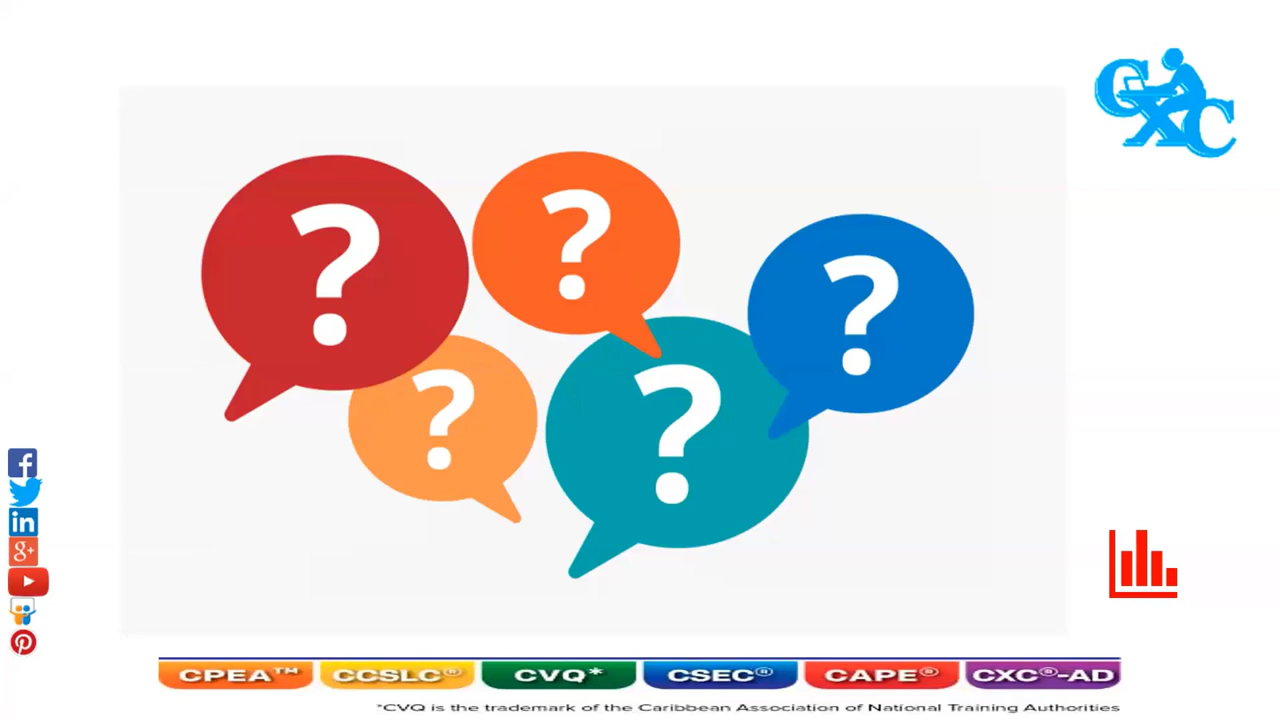 CXC
? ? ?
? ?
CPEA™ CCSLC® CVQ* CSEC® CAPE® CXC®-AD
*CVQ is the trademark of the Caribbean Association of National Training Authorities